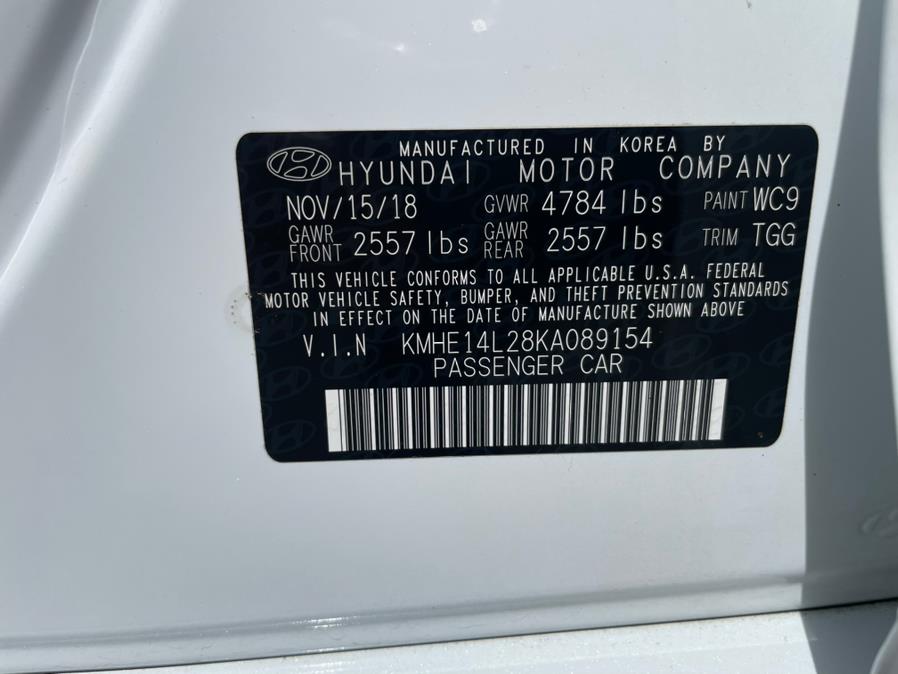 MANUFACTURED IN KOREA BY
HYUNDAI MOTOR COMPANY
NOV/15/18 GVWR 4784 lbs PAINT WC9
GAWR FRONT 2557 lbs GAWR REAR 2557 lbs TRIM TGG
THIS VEHICLE CONFORMS TO ALL APPLICABLE U.S.A. FEDERAL
MOTOR VEHICLE SAFETY, BUMPER, AND THEFT PREVENTION STANDARDS
IN EFFECT ON THE DATE OF MANUFACTURE SHOWN ABOVE
V.I.N KMHE14L28KA089154
PASSENGER CAR